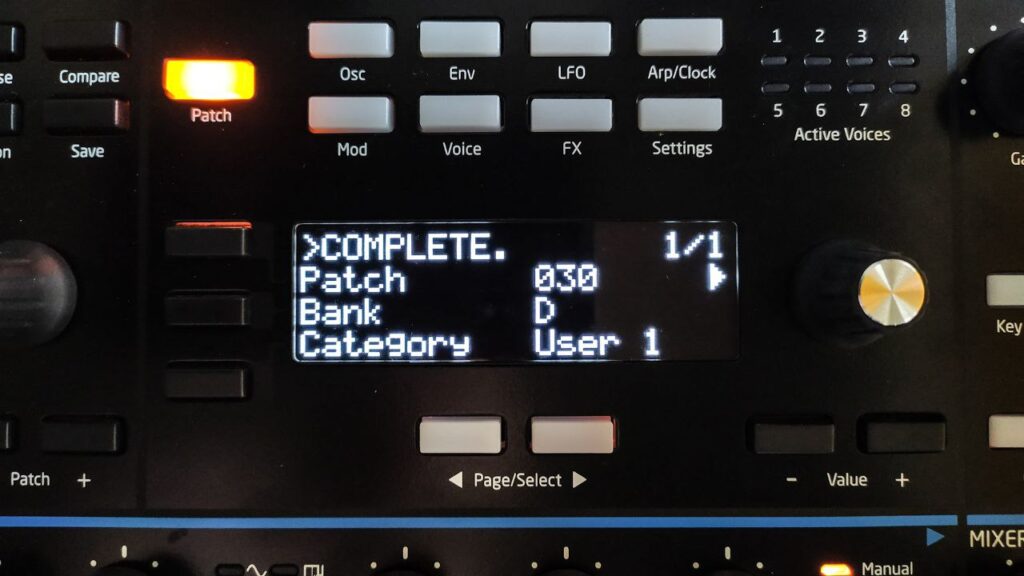 Compare
Save
Patch
Osc
Env
LFO
Arp/Clock
Mod
Voice
FX
Settings
1 2 3 4
5 6 7 8
Active Voices
>COMPLETE. 1/1
Patch 030
Bank D
Category User 1
Key
Patch +
Page/Select
- Value +
MIXER
Manual